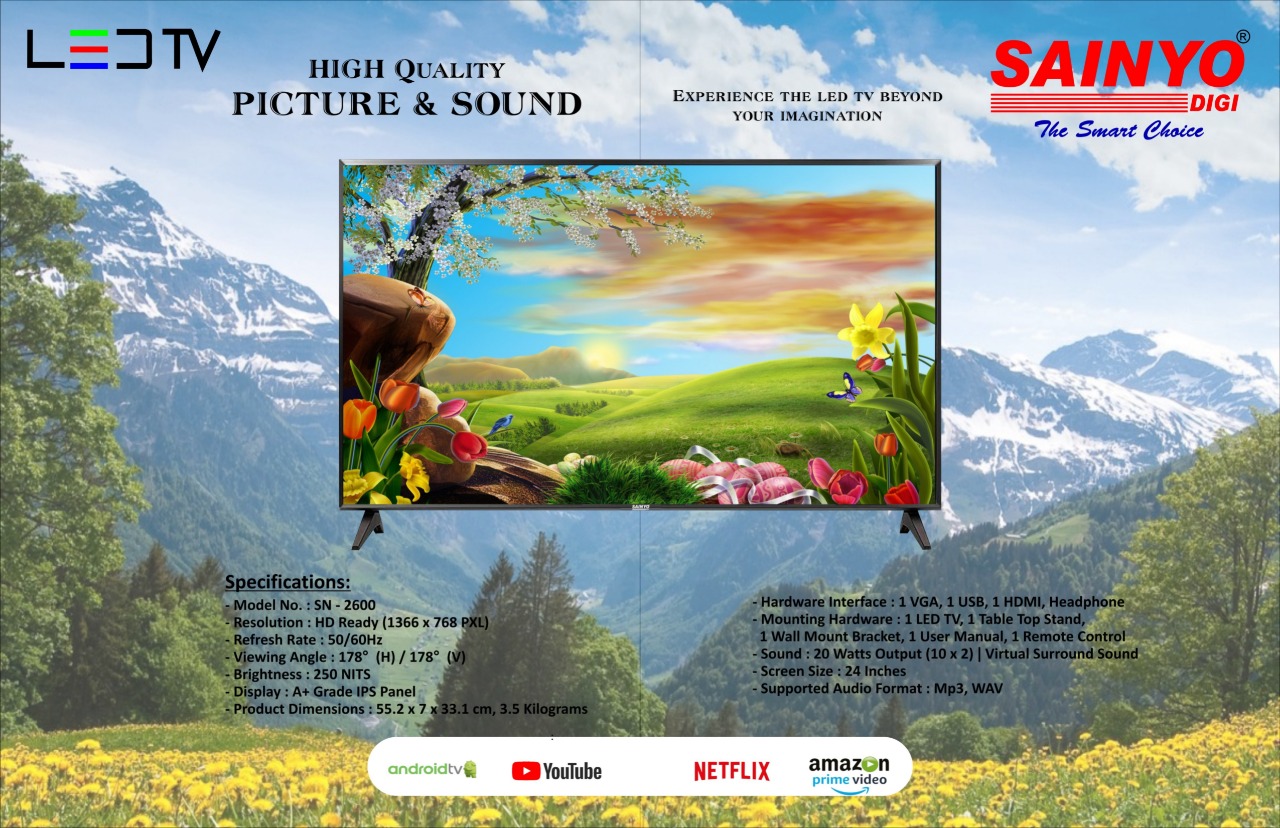 LED TV
HIGH QUALITY
PICTURE & SOUND
EXPERIENCE THE LED TV BEYOND
YOUR IMAGINATION
SAINYO®
DIGI
The Smart Choice
SAINYO
Specifications:
- Model No. : SN - 2600
- Resolution : HD Ready (1366 x 768 PXL)
- Refresh Rate : 50/60Hz
- Viewing Angle : 178° (H) / 178° (V)
- Brightness : 250 NITS
- Display : A+ Grade IPS Panel
- Product Dimensions : 55.2 x 7 x 33.1 cm, 3.5 Kilograms
- Hardware Interface : 1 VGA, 1 USB, 1 HDMI, Headphone
- Mounting Hardware : 1 LED TV, 1 Table Top Stand,
1 Wall Mount Bracket, 1 User Manual, 1 Remote Control
- Sound : 20 Watts Output (10 x 2) | Virtual Surround Sound
- Screen Size : 24 Inches
- Supported Audio Format : Mp3, WAV
androidtv
YouTube
NETFLIX
amazon
prime video